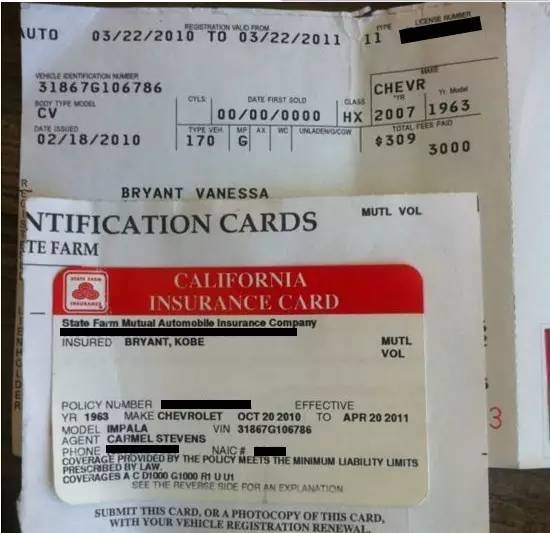 REGISTRATION VALID FROM
TYPE
LICENSE NUMBER
AUTO 03/22/2010 TO 03/22/2011 11
VEHICLE IDENTIFICATION NUMBER
MAKE
31867G106786
CHEVR
BODY TYPE MODEL
CYLS
DATE FIRST SOLD
CLASS
YR
Yr. Model
CV
00/00/0000 HX 2007 1963
DATE ISSUED
TYPE VEH.
MP
AX
WC
UNLADEN/G/CGW
TOTAL FEES PAID
02/18/2010 170 G $309
3000
BRYANT VANESSA
NTIFICATION CARDS
MUTL VOL
TE FARM
STATE FARM
INSURANCE
CALIFORNIA
INSURANCE CARD
State Farm Mutual Automobile Insurance Company
INSURED BRYANT, KOBE MUTL
VOL
POLICY NUMBER EFFECTIVE
YR 1963 MAKE CHEVROLET OCT 20 2010 TO APR 20 2011
MODEL IMPALA VIN 31867G106786
AGENT CARMEL STEVENS
PHONE NAIC #
COVERAGE PROVIDED BY THE POLICY MEETS THE MINIMUM LIABILITY LIMITS
PRESCRIBED BY LAW.
COVERAGES A C D1000 G1000 R1 U U1
SEE THE REVERSE SIDE FOR AN EXPLANATION
3
LIENHOLDER
SUBMIT THIS CARD, OR A PHOTOCOPY OF THIS CARD,
WITH YOUR VEHICLE REGISTRATION RENEWAL.